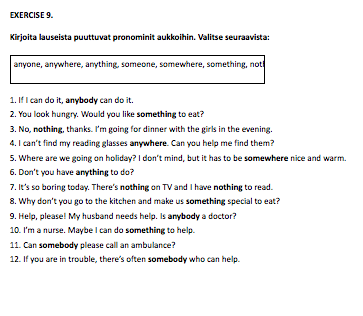 EXERCISE 9.
Kirjoita lauseista puuttuvat pronominit aukkoihin. Valitse seuraavista:
anyone, anywhere, anything, someone, somewhere, something, not
1. If I can do it, anybody can do it.
2. You look hungry. Would you like something to eat?
3. No, nothing, thanks. I'm going for dinner with the girls in the evening.
4. I can't find my reading glasses anywhere. Can you help me find them?
5. Where are we going on holiday? I don't mind, but it has to be somewhere nice and warm.
6. Don't you have anything to do?
7. It's so boring today. There's nothing on TV and I have nothing to read.
8. Why don't you go to the kitchen and make us something special to eat?
9. Help, please! My husband needs help. Is anybody a doctor?
10. I'm a nurse. Maybe I can do something to help.
11. Can somebody please call an ambulance?
12. If you are in trouble, there's often somebody who can help.